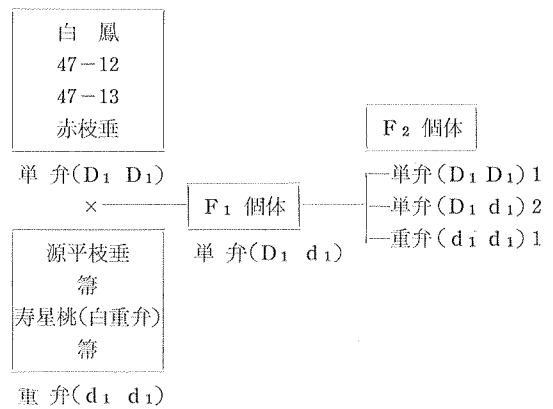 白鳳
47-12
47-13
赤枝垂
単弁(D₁ D₁)
×
源平枝垂
箒
寿星桃(白重弁)
箒
重弁(d₁ d₁)
F₁ 個体
単弁(D₁ d₁)
F₂ 個体
単弁(D₁ D₁)1
単弁(D₁ d₁)2
重弁(d₁ d₁)1